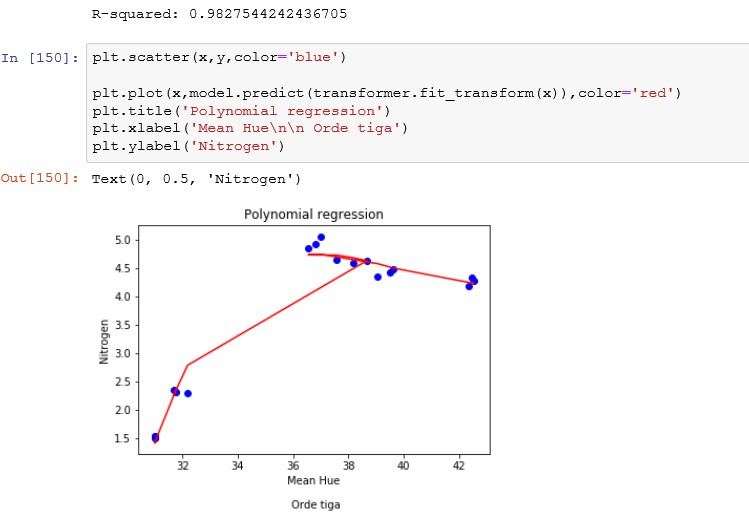 R-squared: 0.9827544242436705
In [150]: plt.scatter(x,y,color='blue')
plt.plot(x,model.predict(transformer.fit_transform(x)),color='red')
plt.title('Polynomial regression')
plt.xlabel('Mean Hue\n\n Orde tiga')
plt.ylabel('Nitrogen')
Out[150]: Text(0, 0.5, 'Nitrogen')
Polynomial regression
5.0
4.5
4.0
3.5
3.0
2.5
2.0
1.5
Nitrogen
32 34 36 38 40 42
Mean Hue
Orde tiga